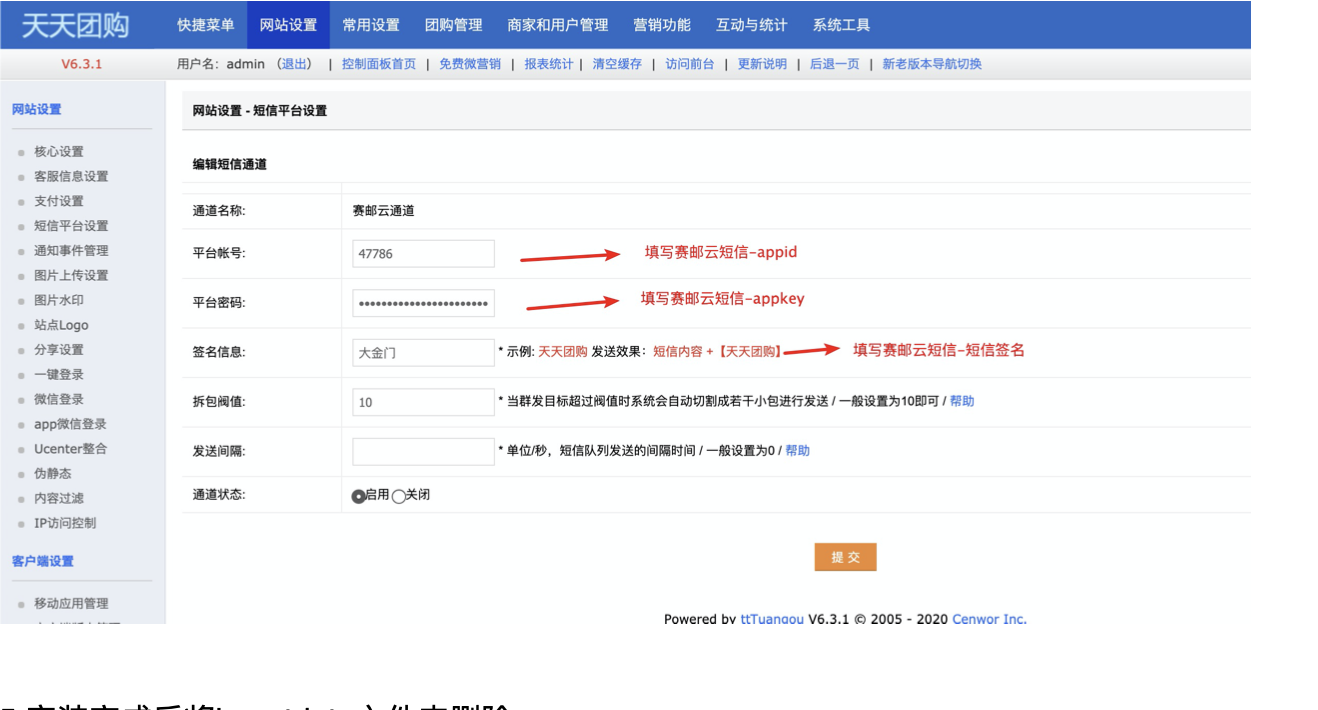 天天团购
快捷菜单 网站设置 常用设置 团购管理 商家和用户管理 营销功能 互动与统计 系统工具
V6.3.1
用户名: admin (退出) | 控制面板首页 | 免费微营销 | 报表统计 | 清空缓存 | 访问前台 | 更新说明 | 后退一页 | 新老版本导航切换
网站设置
核心设置
客服信息设置
支付设置
短信平台设置
通知事件管理
图片上传设置
图片水印
站点Logo
分享设置
一键登录
微信登录
app微信登录
Ucenter整合
伪静态
内容过滤
IP访问控制
客户端设置
移动应用管理
网站设置 - 短信平台设置
编辑短信通道
通道名称: 赛邮云通道
平台帐号: 47786 填写赛邮云短信-appid
平台密码: •••••••••••••••••••••••• 填写赛邮云短信-appkey
签名信息: 大金门 * 示例: 天天团购 发送效果: 短信内容 + 【天天团购】 填写赛邮云短信-短信签名
拆包阀值: 10 * 当群发目标超过阀值时系统会自动切割成若干小包进行发送 / 一般设置为10即可 / 帮助
发送间隔: * 单位/秒，短信队列发送的间隔时间 / 一般设置为0 / 帮助
通道状态: 启用 关闭
提 交
Powered by ttTuangou V6.3.1 © 2005 - 2020 Cenwor Inc.